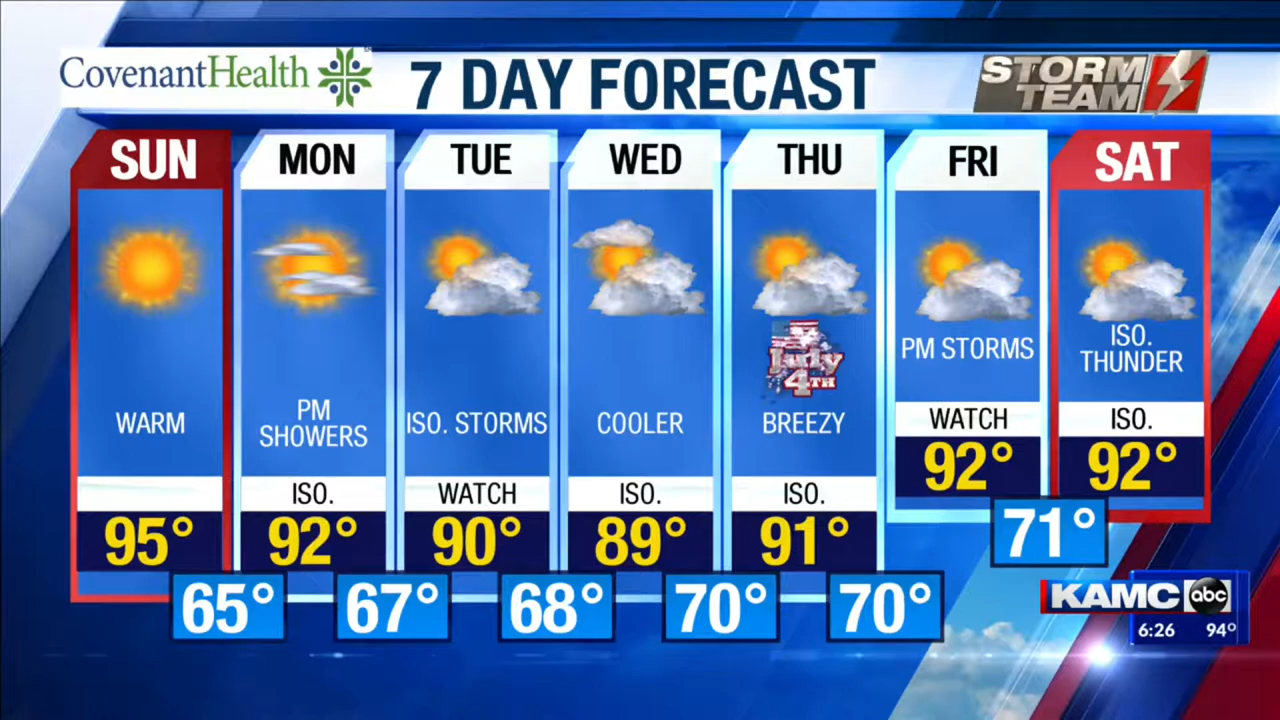 CovenantHealth
7 DAY FORECAST
STORM
TEAM
SUN
MON
TUE
WED
THU
FRI
SAT
July
4TH
WARM
PM
SHOWERS
ISO. STORMS
COOLER
BREEZY
PM STORMS
ISO.
THUNDER
ISO.
WATCH
ISO.
ISO.
WATCH
ISO.
95°
92°
90°
89°
91°
92°
92°
65°
67°
68°
70°
70°
71°
KAMC abc
6:26 94°